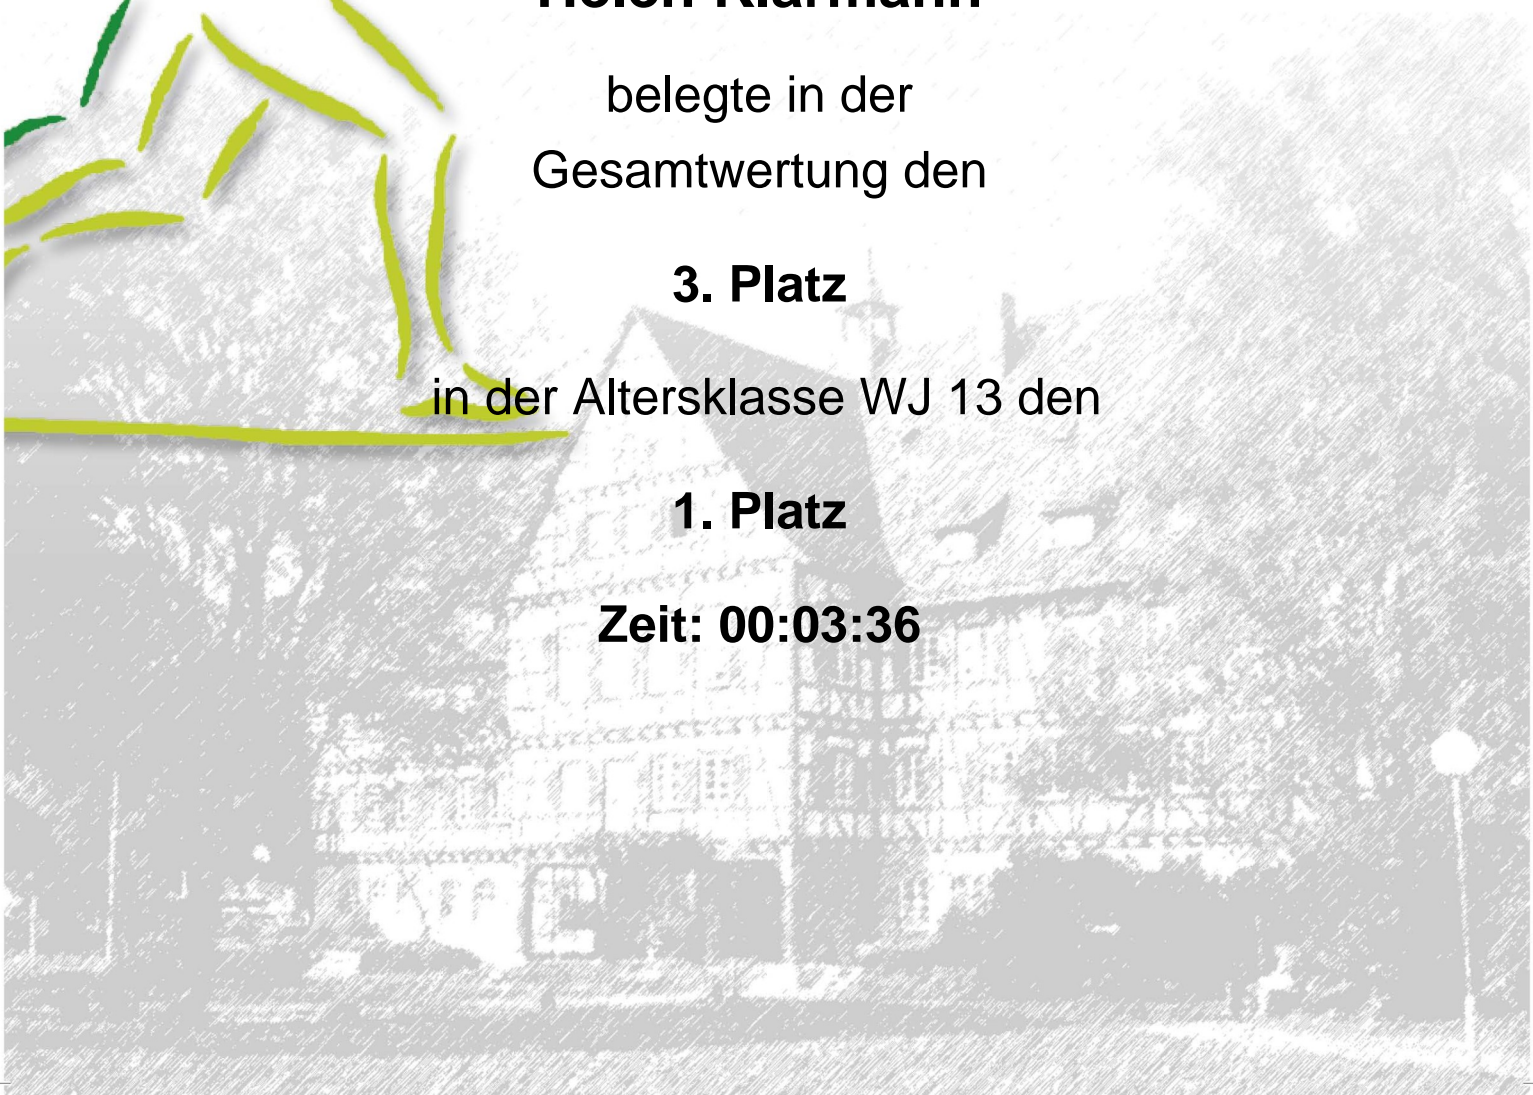 belegte in der
Gesamtwertung den
3. Platz
in der Altersklasse WJ 13 den
1. Platz
Zeit: 00:03:36